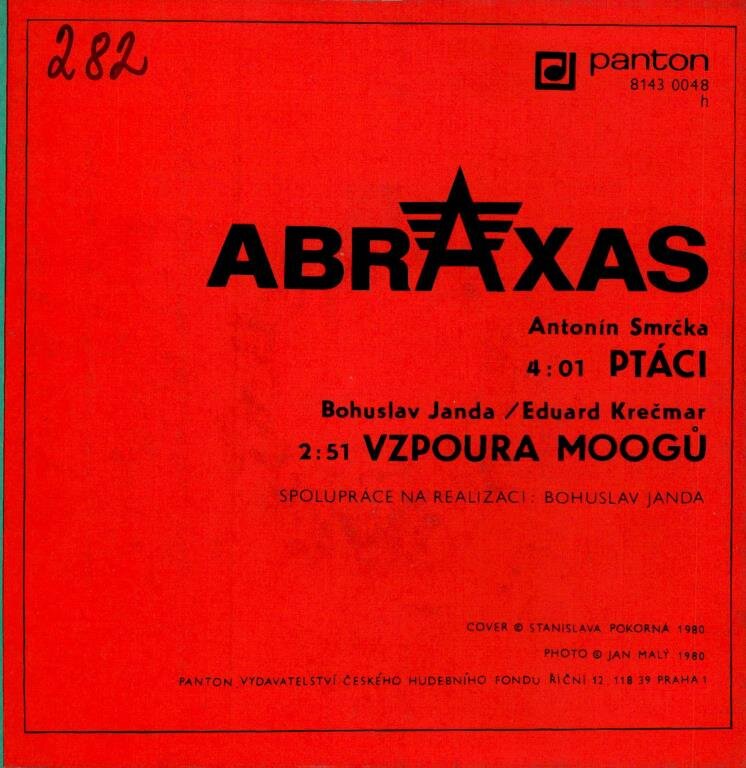 282
panton
8143 0048
h
ABRAXAS
Antonín Smrčka
4:01 PTÁCI
Bohuslav Janda / Eduard Krečmar
2:51 VZPOURA MOOGŮ
SPOLUPRÁCE NA REALIZACI: BOHUSLAV JANDA
COVER © STANISLAVA POKORNÁ 1980
PHOTO © JAN MALÝ 1980
PANTON VYDAVATELSTVÍ ČESKÉHO HUDEBNÍHO FONDU ŘÍČNÍ 12, 118 39 PRAHA 1